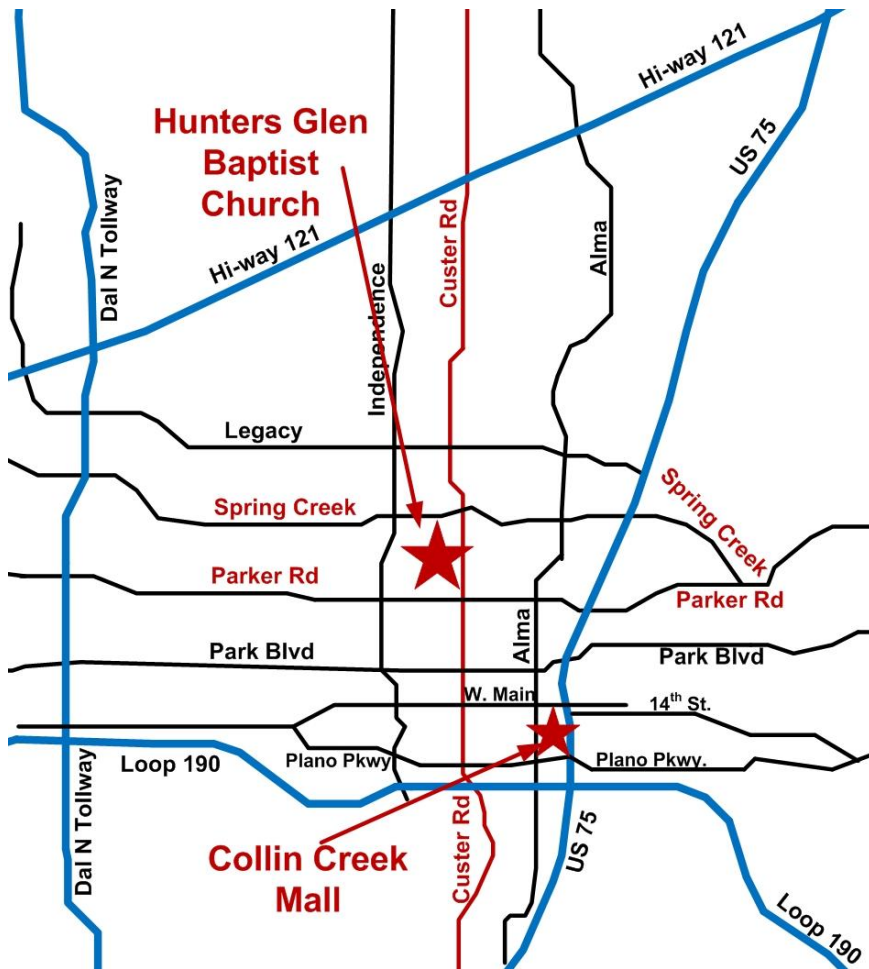 Hi-way 121
US 75
Hunters Glen
Baptist
Church
Dal N Tollway
Hi-way 121
Custer Rd
Alma
Independence
Legacy
Spring Creek
Spring Creek
Parker Rd
Parker Rd
Alma
Park Blvd
Park Blvd
W. Main
14th St.
Loop 190
Plano Pkwy
Plano Pkwy.
Dal N Tollway
Custer Rd
US 75
Collin Creek
Mall
Loop 190